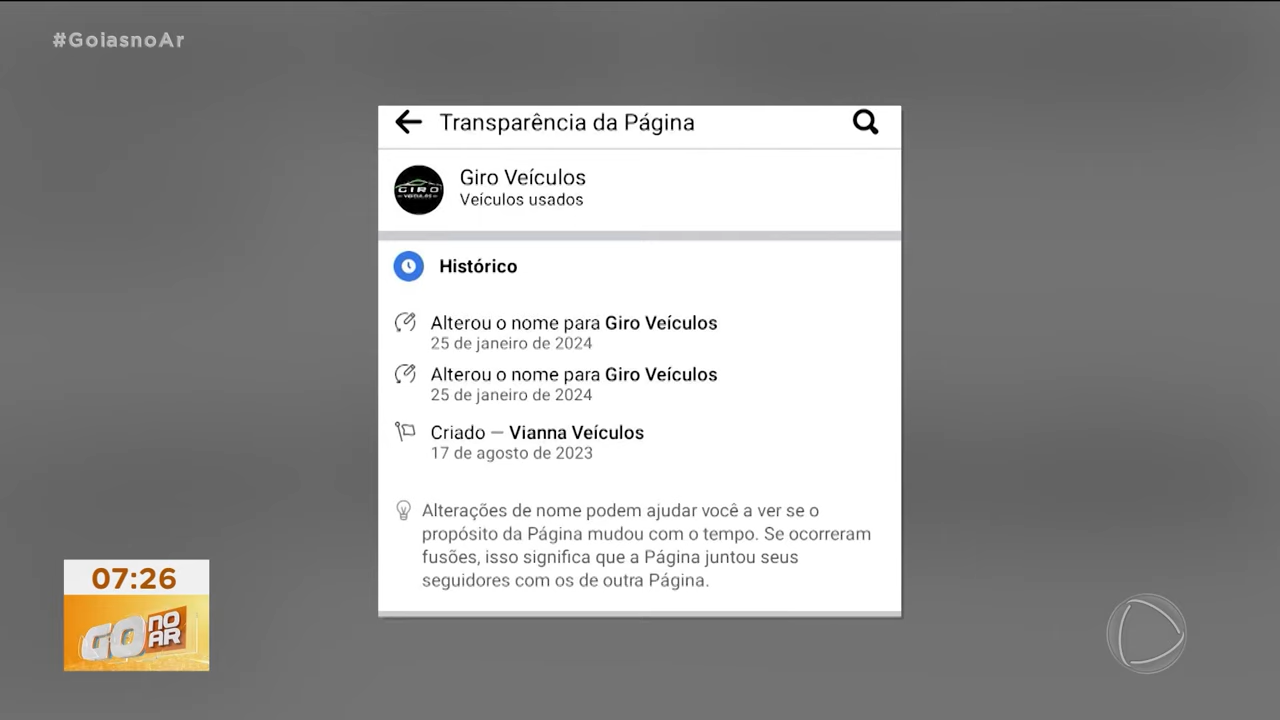 #GoiasnoAr
Transparência da Página
GIRO
VEÍCULOS
Giro Veículos
Veículos usados
Histórico
Alterou o nome para Giro Veículos
25 de janeiro de 2024
Alterou o nome para Giro Veículos
25 de janeiro de 2024
Criado — Vianna Veículos
17 de agosto de 2023
Alterações de nome podem ajudar você a ver se o
propósito da Página mudou com o tempo. Se ocorreram
fusões, isso significa que a Página juntou seus
seguidores com os de outra Página.
07:26
GO NO
AR